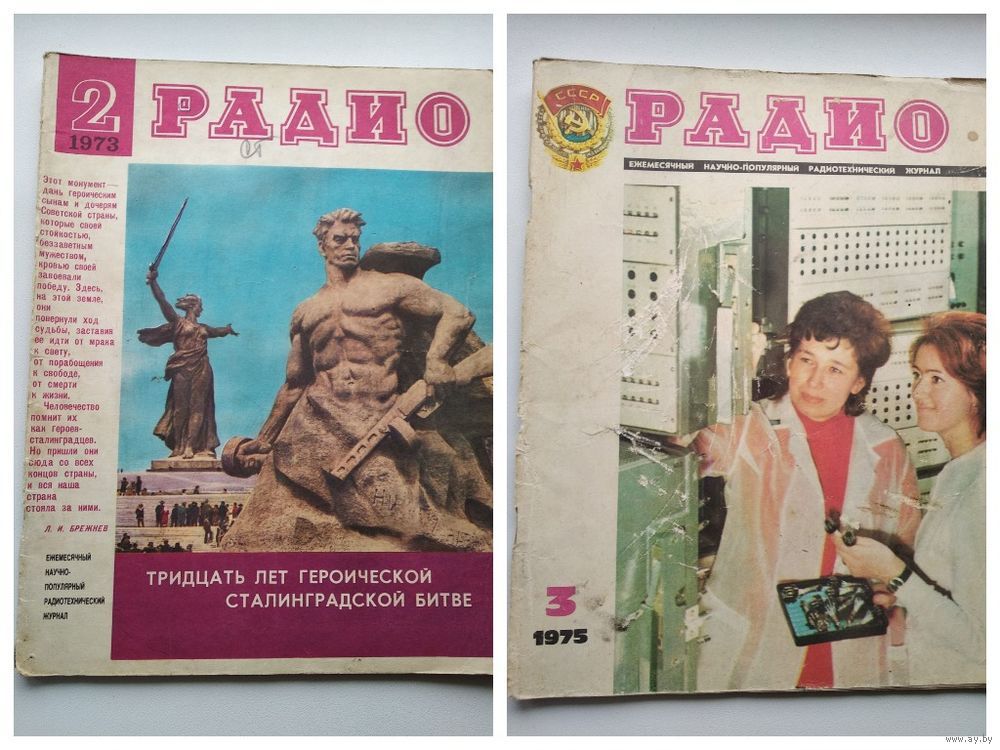 2
1973
РАДИО
Этот монумент —
дань героическим
сынам и дочерям
Советской страны,
которые своей
стойкостью,
беззаветным
мужеством,
кровью своей
завоевали
победу. Здесь,
на этой земле,
они
повернули ход
судьбы, заставив
ее идти от мрака
к свету,
от порабощения
к свободе,
от смерти
к жизни.
Человечество
помнит их
как героев-
сталинградцев.
Но пришли они
сюда со всех
концов страны,
и вся наша
страна
стояла за ними.
Л. И. БРЕЖНЕВ
ЕЖЕМЕСЯЧНЫЙ
НАУЧНО-
ПОПУЛЯРНЫЙ
РАДИОТЕХНИЧЕСКИЙ
ЖУРНАЛ
ТРИДЦАТЬ ЛЕТ ГЕРОИЧЕСКОЙ
СТАЛИНГРАДСКОЙ БИТВЕ
СССР
РАДИО
ЕЖЕМЕСЯЧНЫЙ НАУЧНО-ПОПУЛЯРНЫЙ РАДИОТЕХНИЧЕСКИЙ ЖУРНАЛ
3
1975
www.ay.by